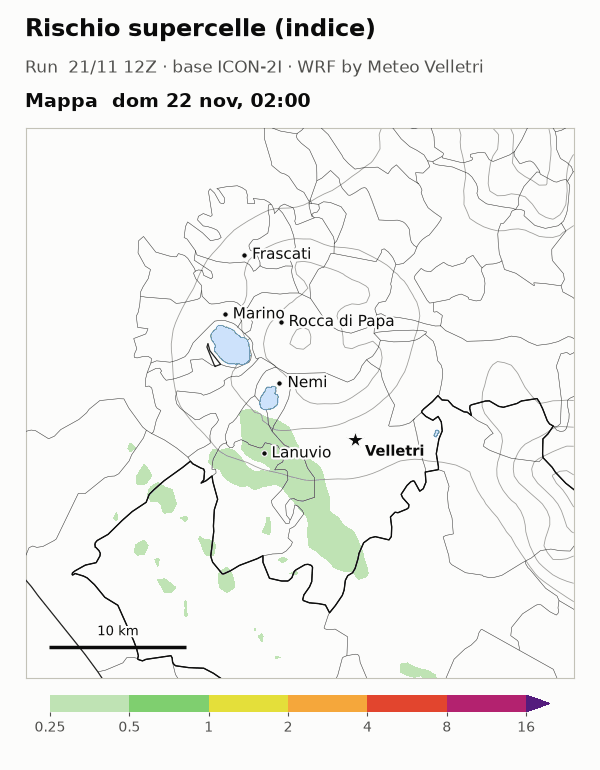 Rischio supercelle (indice)
Run  21/11 12Z · base ICON-2I · WRF by Meteo Velletri
Mappa  dom 22 nov, 02:00
Frascati
Marino
Rocca di Papa
Nemi
Velletri
Lanuvio
10 km
0.25 0.5 1 2 4 8 16